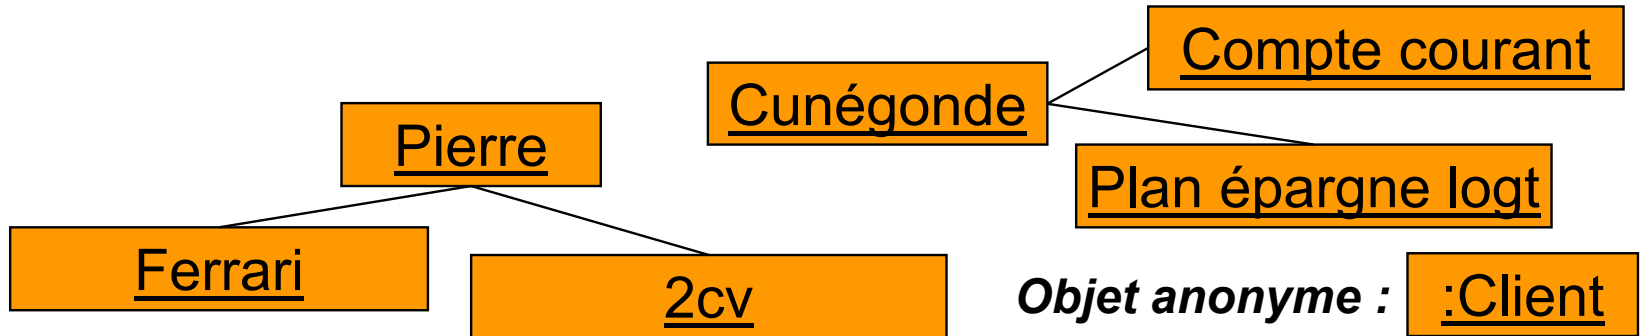 Compte courant
Cunégonde
Pierre
Plan épargne logt
Ferrari
2cv
Objet anonyme : :Client